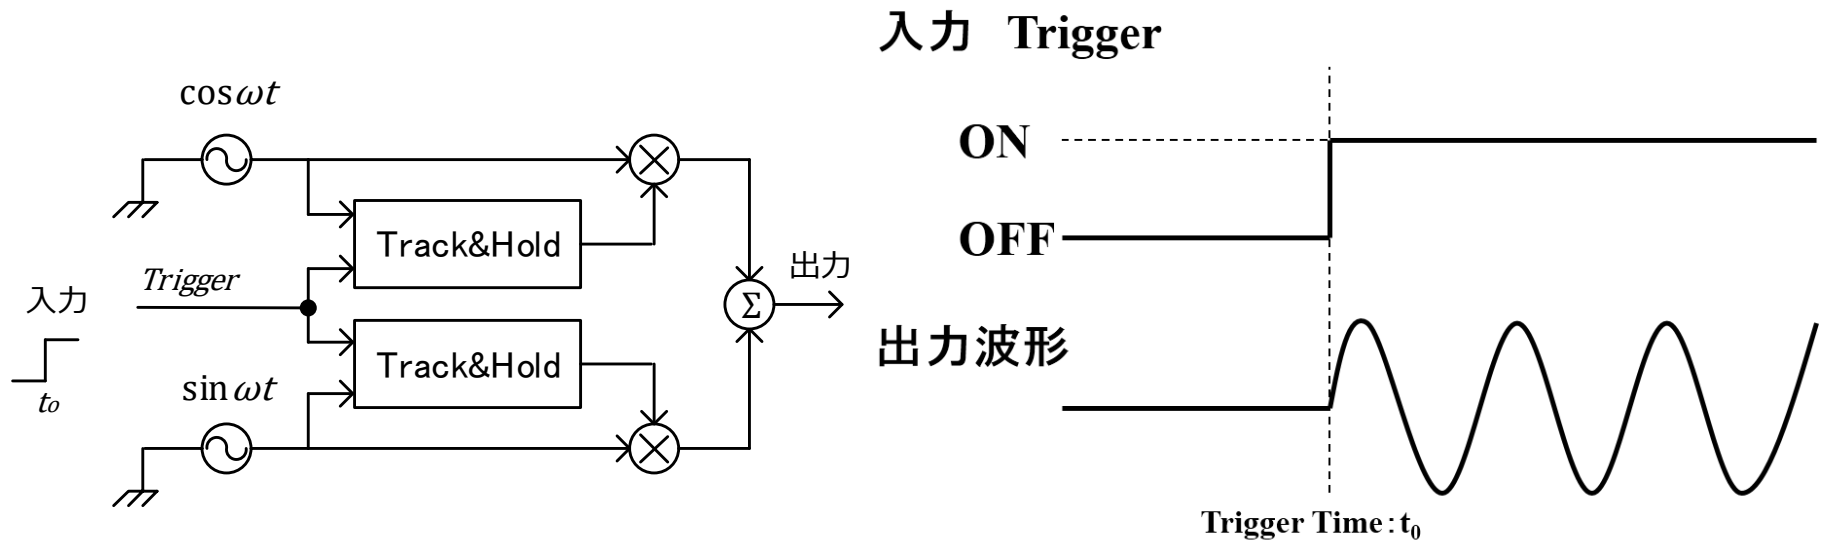 cosωt
Track&Hold
Trigger
入力
t₀
Track&Hold
sinωt
Σ
出力
入力 Trigger
ON
OFF
出力波形
Trigger Time:t₀